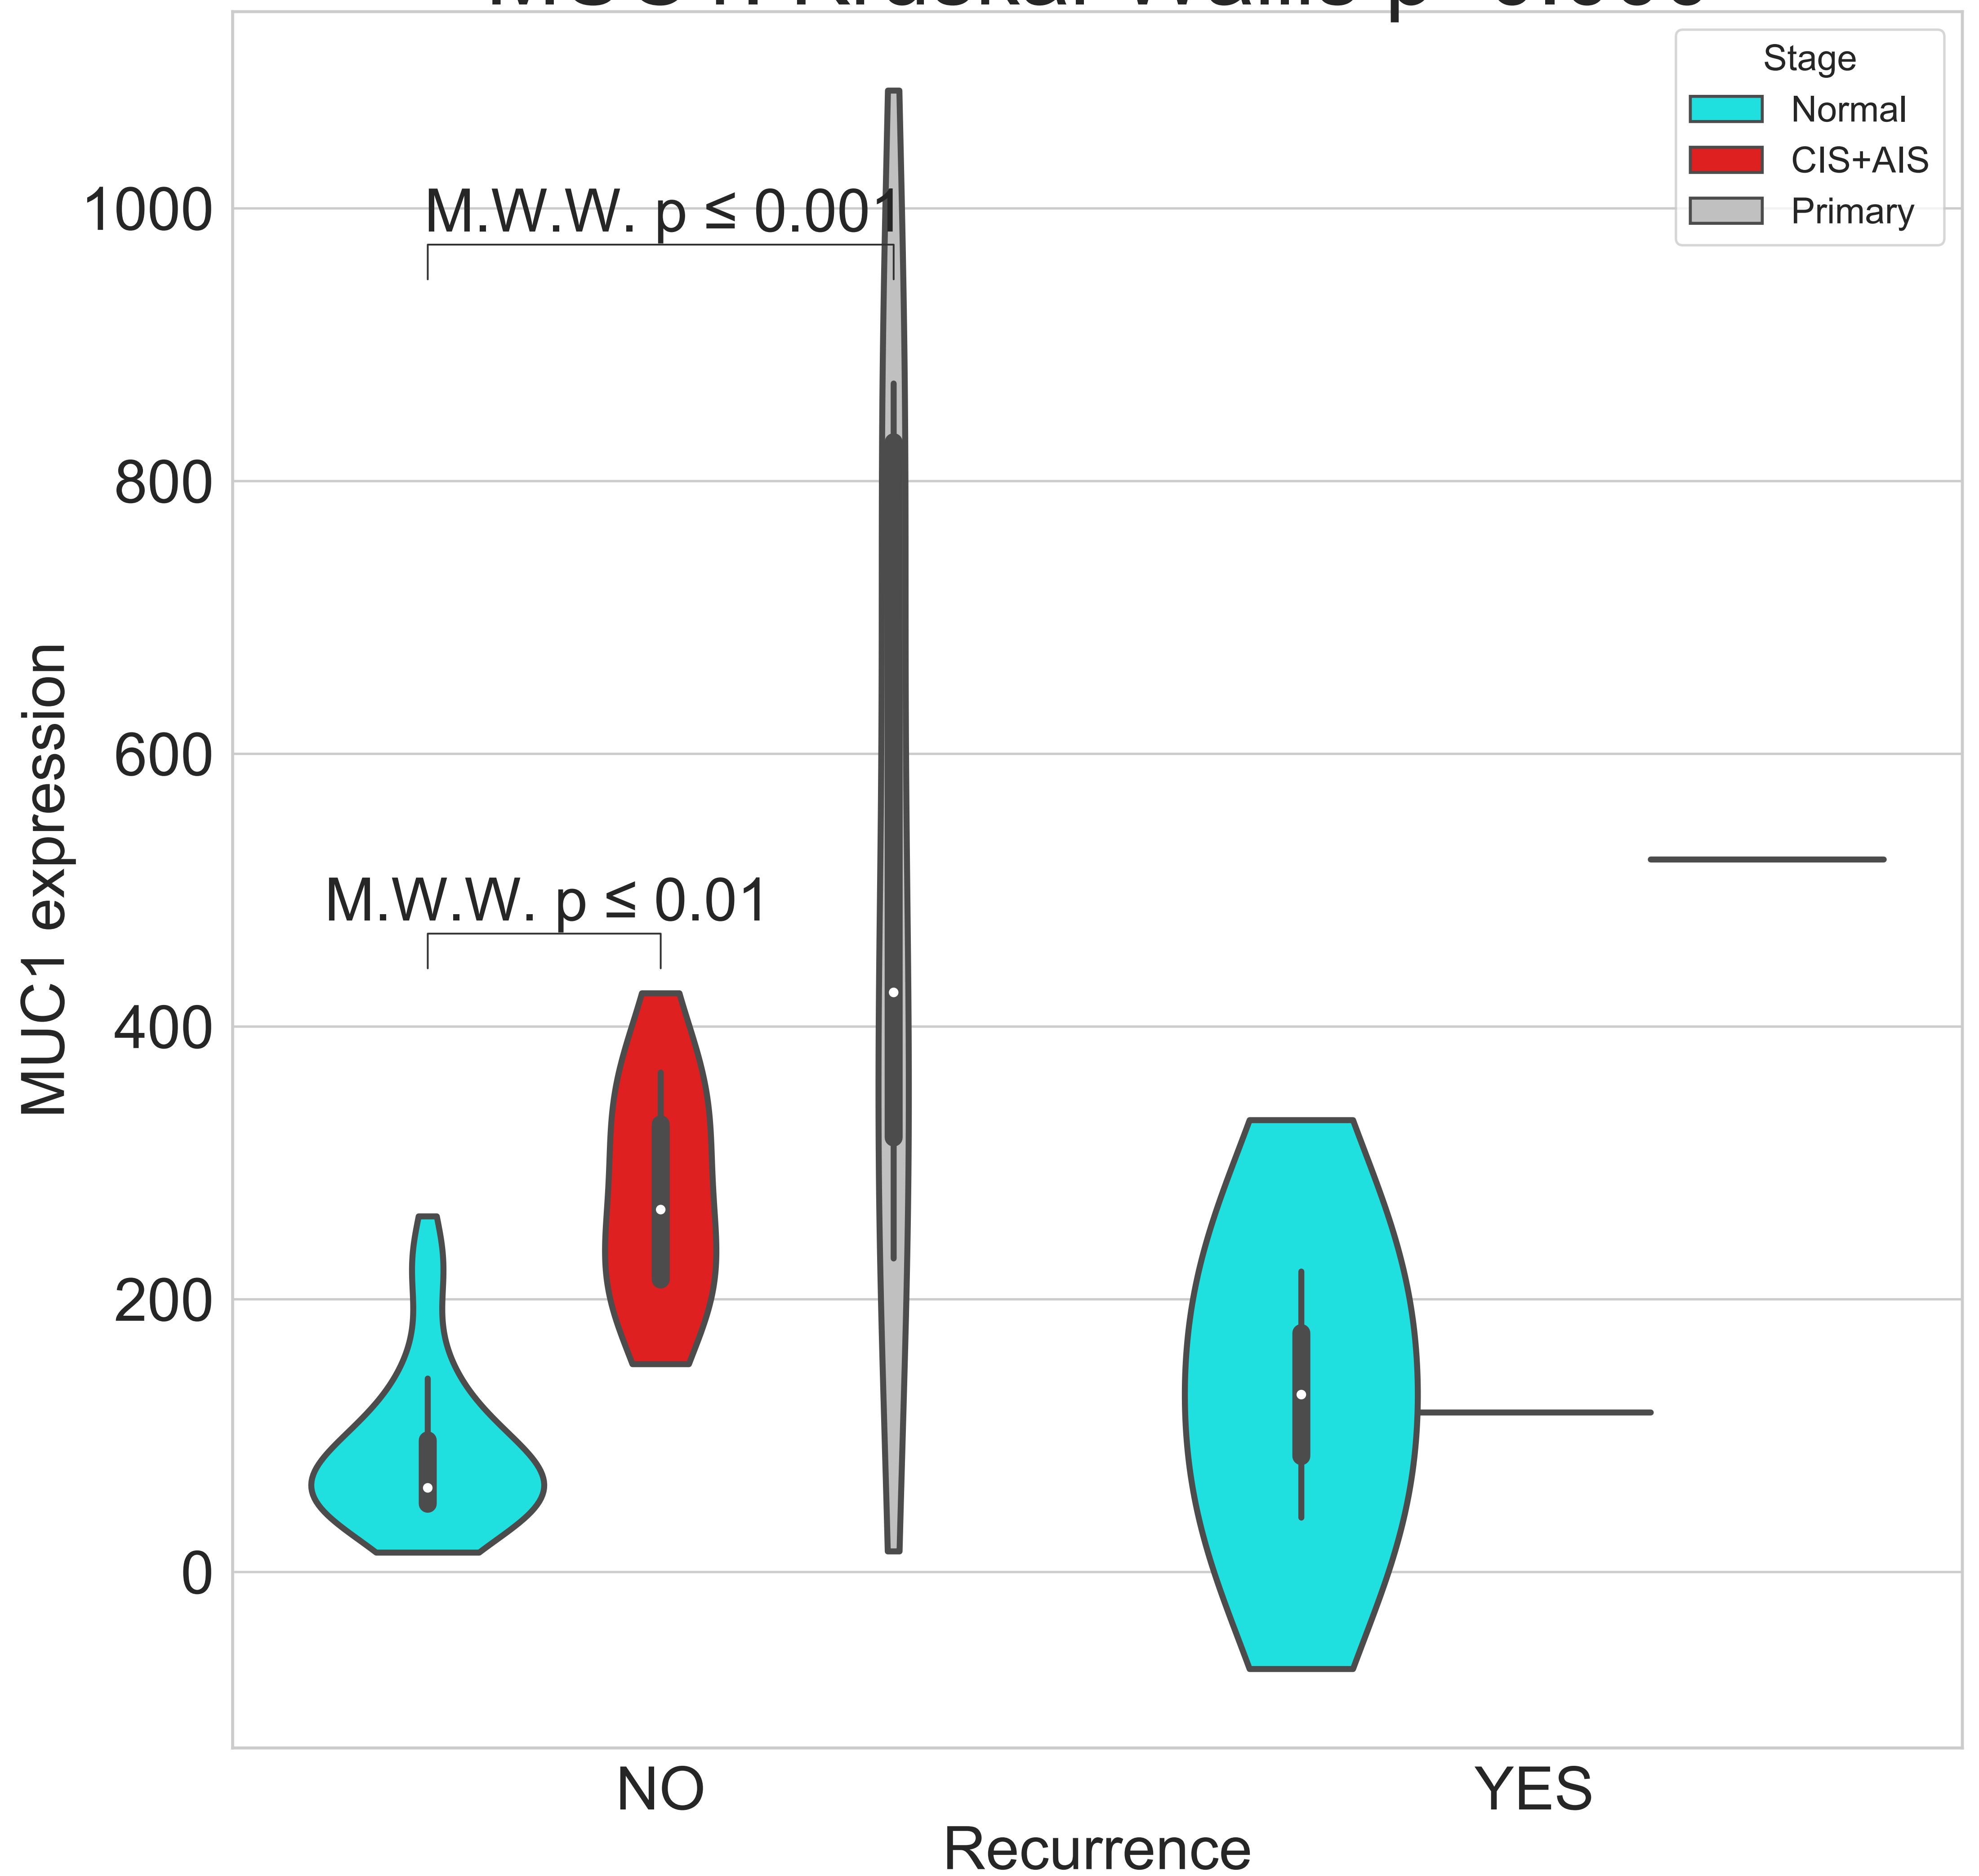 Stage
Normal
CIS+AIS
Primary
1000
800
600
400
200
0
MUC1 expression
M.W.W. p ≤ 0.001
M.W.W. p ≤ 0.01
NO
YES
Recurrence